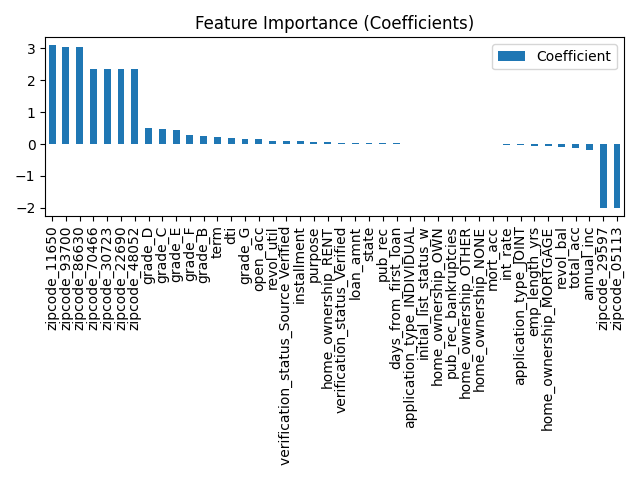 Feature Importance (Coefficients)
Coefficient
3
2
1
0
−1
−2
zipcode_11650
zipcode_93700
zipcode_86630
zipcode_70466
zipcode_30723
zipcode_22690
zipcode_48052
grade_D
grade_C
grade_E
grade_F
grade_B
term
dti
grade_G
open_acc
revol_util
verification_status_Source Verified
installment
purpose
home_ownership_RENT
verification_status_Verified
loan_amnt
state
pub_rec
days_from_first_loan
application_type_INDIVIDUAL
initial_list_status_w
home_ownership_OWN
pub_rec_bankruptcies
home_ownership_OTHER
home_ownership_NONE
mort_acc
int_rate
application_type_JOINT
emp_length_yrs
home_ownership_MORTGAGE
revol_bal
total_acc
annual_inc
zipcode_29597
zipcode_05113